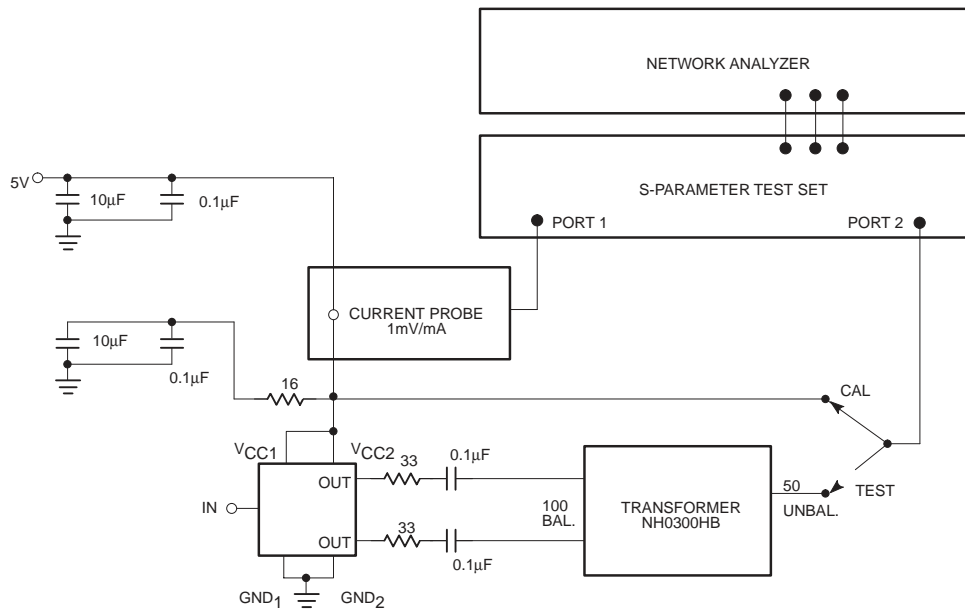 NETWORK ANALYZER
S-PARAMETER TEST SET
PORT 1
PORT 2
5V
10μF
0.1μF
CURRENT PROBE
1mV/mA
10μF
0.1μF
16
CAL
VCC1
VCC2
33
0.1μF
OUT
IN
OUT
33
0.1μF
100
BAL.
TRANSFORMER
NH0300HB
50
UNBAL.
TEST
GND1
GND2